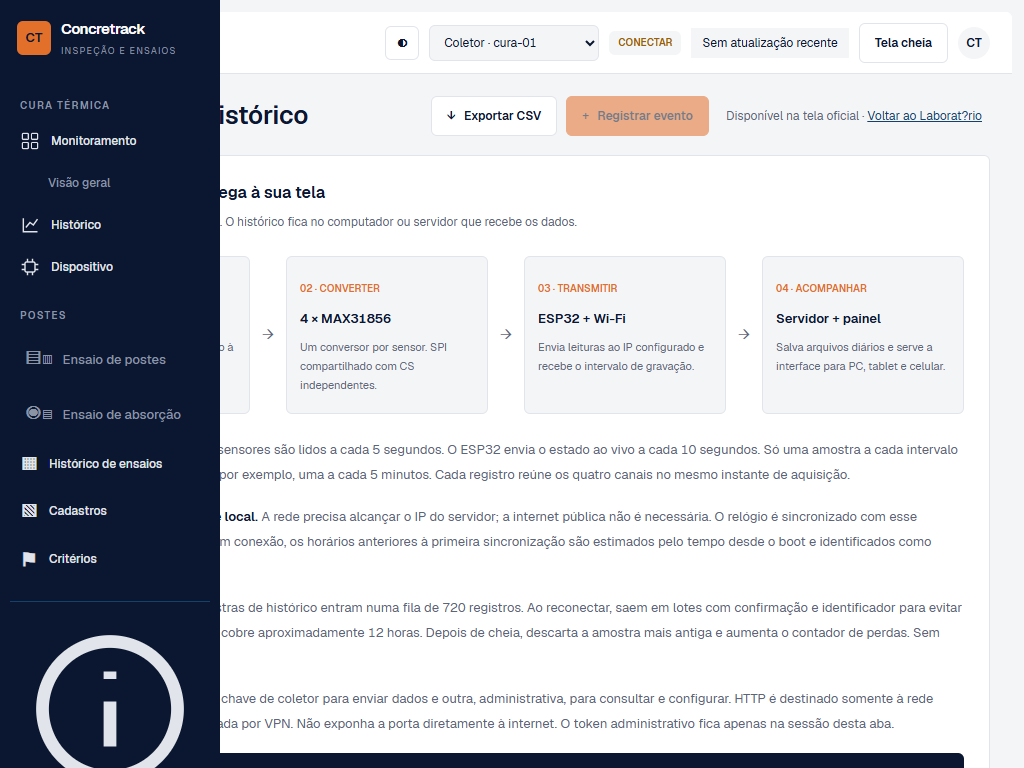 CT
Concretrack
INSPEÇÃO E ENSAIOS
CURA TÉRMICA
Monitoramento
Visão geral
Histórico
Dispositivo
POSTES
Ensaio de postes
Ensaio de absorção
Histórico de ensaios
Cadastros
Critérios
Coletor · cura-01
CONECTAR
Sem atualização recente
Tela cheia
CT
istórico
Exportar CSV
+ Registrar evento
Disponível na tela oficial · Voltar ao Laborat?rio
ega à sua tela
. O histórico fica no computador ou servidor que recebe os dados.
o à
02 · CONVERTER
4 × MAX31856
Um conversor por sensor. SPI
compartilhado com CS
independentes.
03 · TRANSMITIR
ESP32 + Wi-Fi
Envia leituras ao IP configurado e
recebe o intervalo de gravação.
04 · ACOMPANHAR
Servidor + painel
Salva arquivos diários e serve a
interface para PC, tablet e celular.
sensores são lidos a cada 5 segundos. O ESP32 envia o estado ao vivo a cada 10 segundos. Só uma amostra a cada intervalo
por exemplo, uma a cada 5 minutos. Cada registro reúne os quatro canais no mesmo instante de aquisição.
e local. A rede precisa alcançar o IP do servidor; a internet pública não é necessária. O relógio é sincronizado com esse
m conexão, os horários anteriores à primeira sincronização são estimados pelo tempo desde o boot e identificados como
stras de histórico entram numa fila de 720 registros. Ao reconectar, saem em lotes com confirmação e identificador para evitar
cobre aproximadamente 12 horas. Depois de cheia, descarta a amostra mais antiga e aumenta o contador de perdas. Sem
chave de coletor para enviar dados e outra, administrativa, para consultar e configurar. HTTP é destinado somente à rede
ada por VPN. Não exponha a porta diretamente à internet. O token administrativo fica apenas na sessão desta aba.